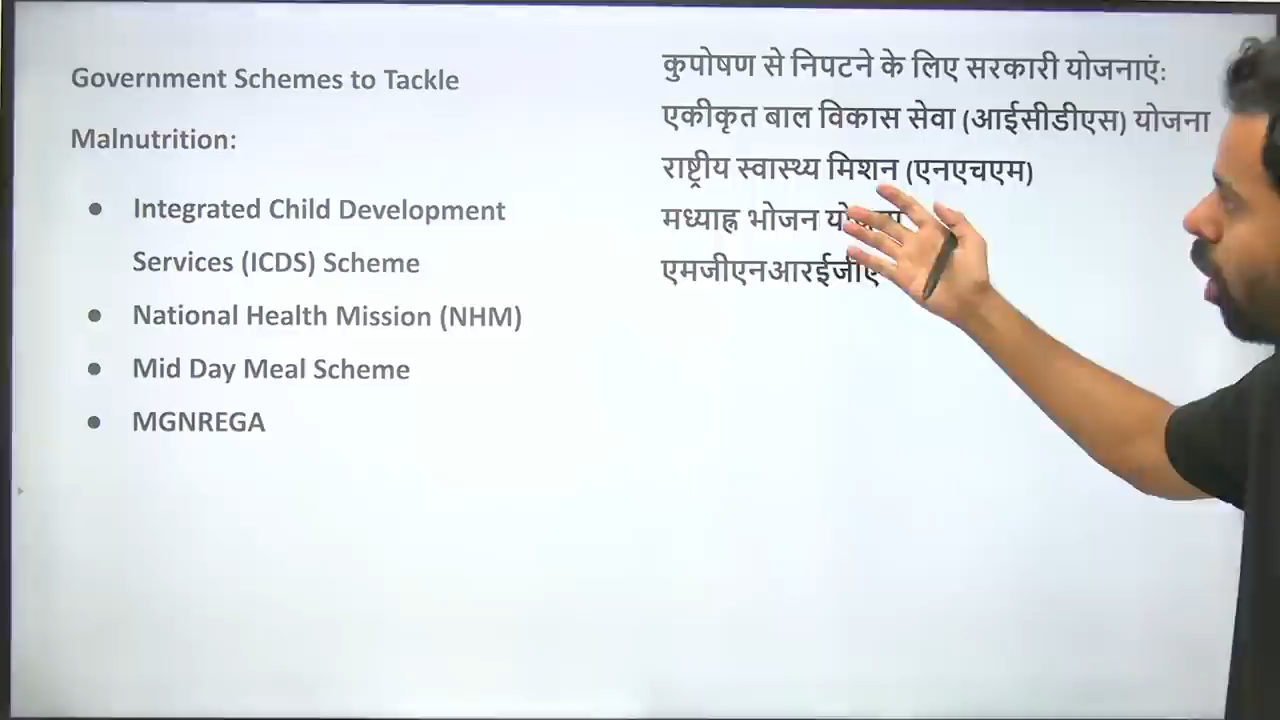 Government Schemes to Tackle
Malnutrition:
● Integrated Child Development
Services (ICDS) Scheme
● National Health Mission (NHM)
● Mid Day Meal Scheme
● MGNREGA
कुपोषण से निपटने के लिए सरकारी योजनाएं:
एकीकृत बाल विकास सेवा (आईसीडीएस) योजना
राष्ट्रीय स्वास्थ्य मिशन (एनएचएम)
मध्याह्न भोजन